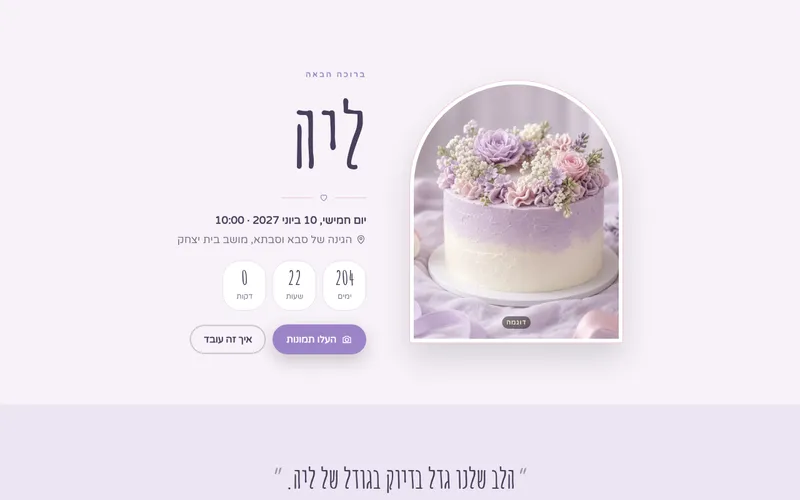 ברוכה הבאה
ליה
יום חמישי, 10 ביוני 2027 · 10:00
הגינה של סבא וסבתא, מושב בית יצחק
204
ימים
22
שעות
0
דקות
העלו תמונות
איך זה עובד
דוגמה
״הלב שלנו גדל בדיוק בגודל של ליה.״